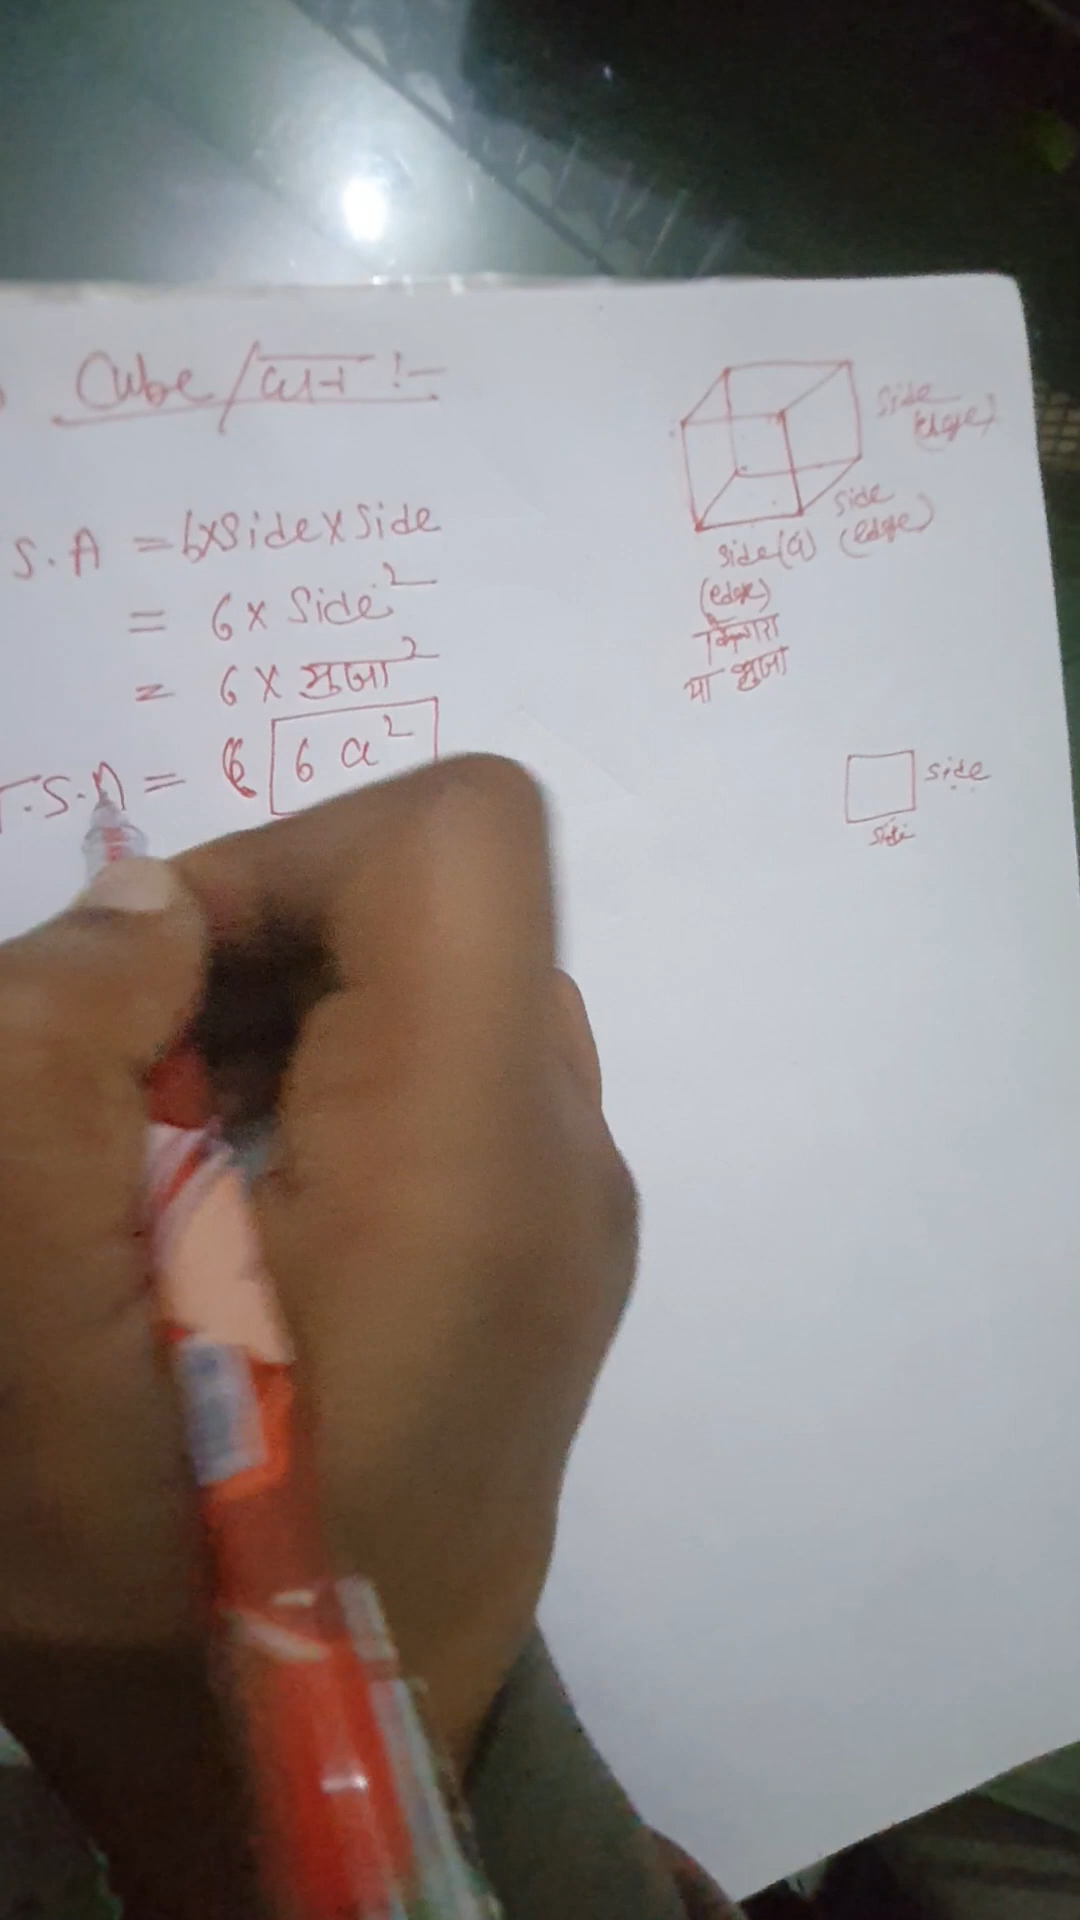 Cube/घन :-
S.A = 6×Side×Side
= 6× Side²
= 6× भुजा²
T.S.A = 6 6 a²
Side
(edge)
Side
(edge)
side(a)
(edge)
किनारा
या भुजा
side
side